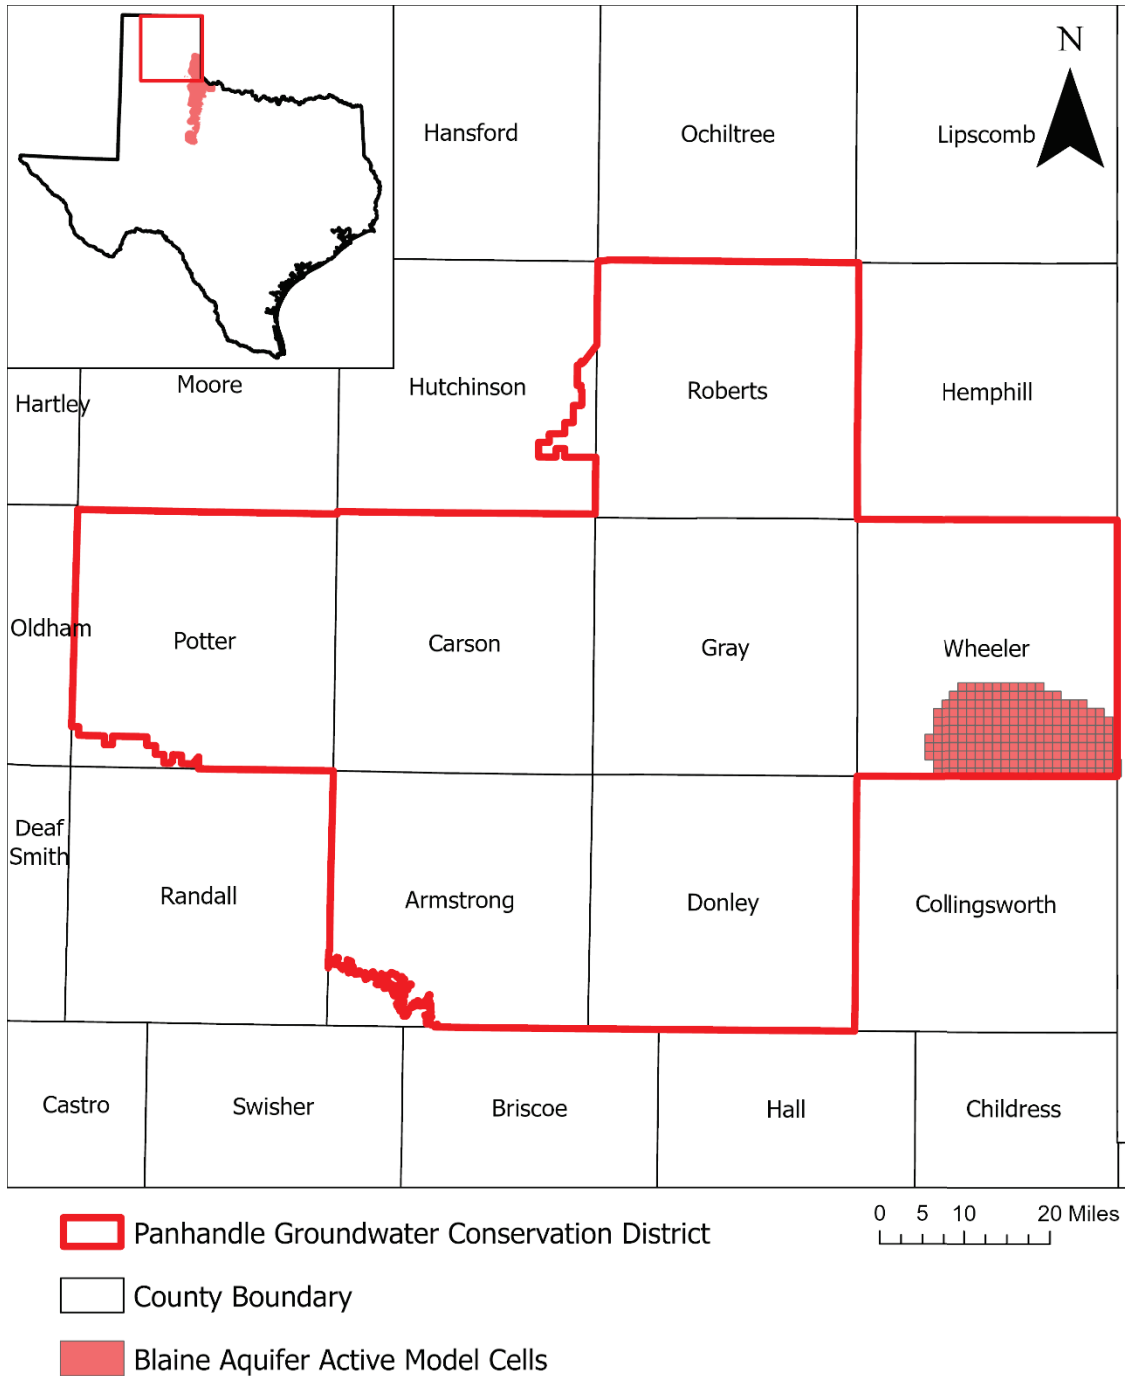 N
Hansford
Ochiltree
Lipscomb
Hartley
Moore
Hutchinson
Roberts
Hemphill
Oldham
Potter
Carson
Gray
Wheeler
Deaf
Smith
Randall
Armstrong
Donley
Collingsworth
Castro
Swisher
Briscoe
Hall
Childress
0 5 10 20 Miles
Panhandle Groundwater Conservation District
County Boundary
Blaine Aquifer Active Model Cells